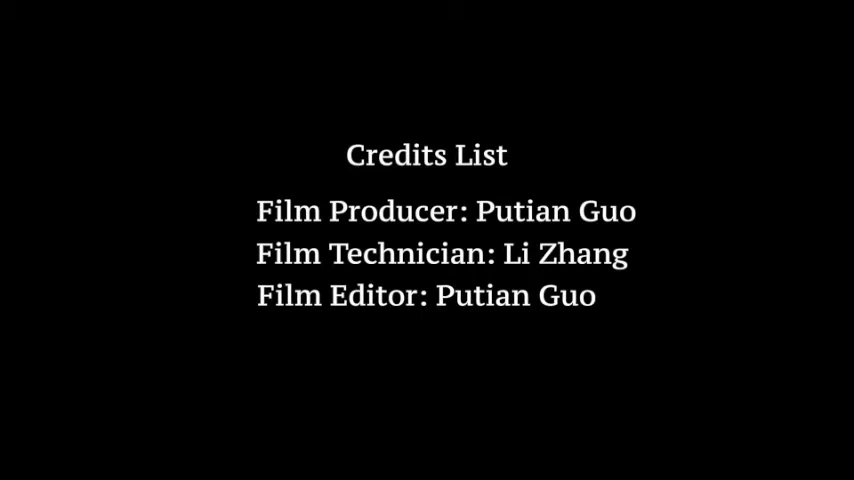 Credits List
Film Producer: Putian Guo
Film Technician: Li Zhang
Film Editor: Putian Guo